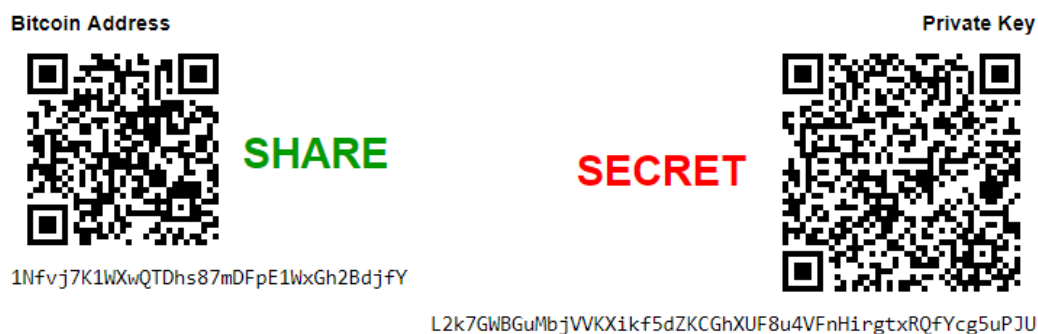 Bitcoin Address
Private Key
SHARE
SECRET
1Nfvj7K1WXwQTDhs87mDFpE1WxGh2BdjfY
L2k7GWBGuMbjVVKXikf5dZKCGhXUF8u4VFnHirgtxRQfYcg5uPJU